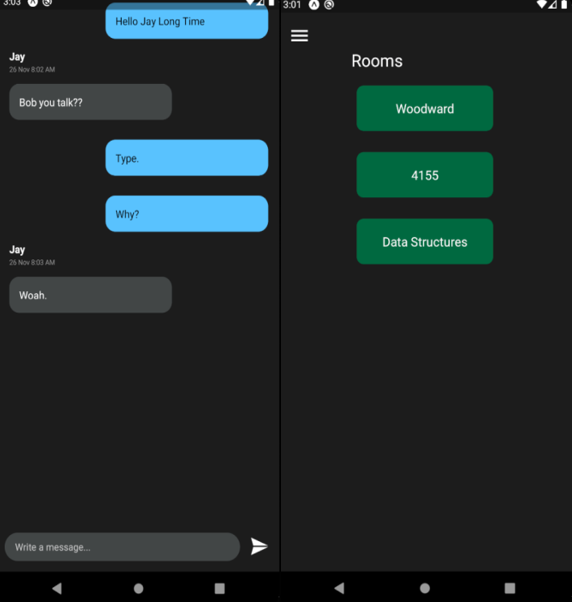 3:03
Hello Jay Long Time
Jay
26 Nov 8:02 AM
Bob you talk??
Type.
Why?
Jay
26 Nov 8:03 AM
Woah.
Write a message...
3:01
Rooms
Woodward
4155
Data Structures